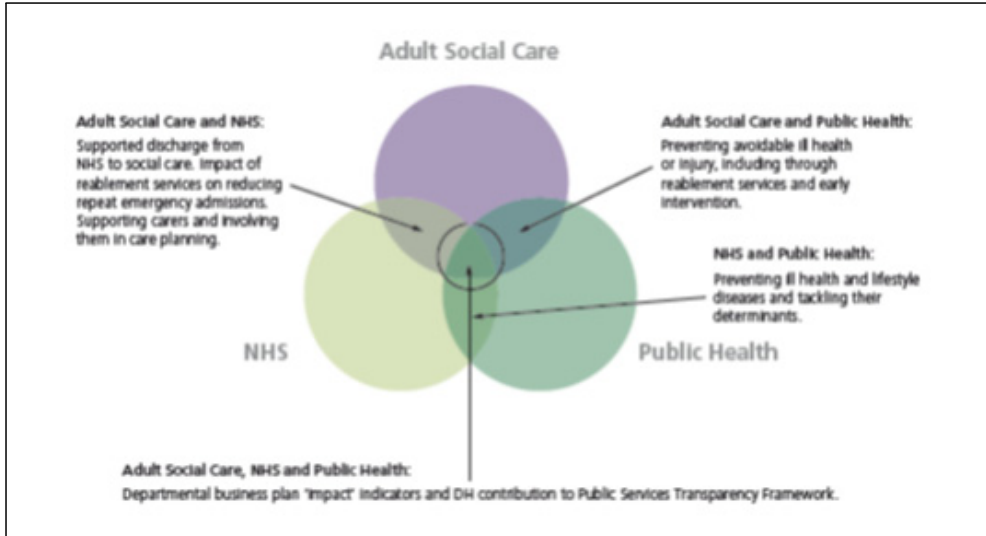 Adult Social Care
Adult Social Care and NHS:
Supported discharge from
NHS to social care. Impact of
reablement services on reducing
repeat emergency admissions.
Supporting carers and involving
them in care planning.
Adult Social Care and Public Health:
Preventing avoidable ill health
or injury, including through
reablement services and early
intervention.
NHS and Public Health:
Preventing ill health and lifestyle
diseases and tackling their
determinants.
NHS
Public Health
Adult Social Care, NHS and Public Health:
Departmental business plan 'impact' indicators and DH contribution to Public Services Transparency Framework.